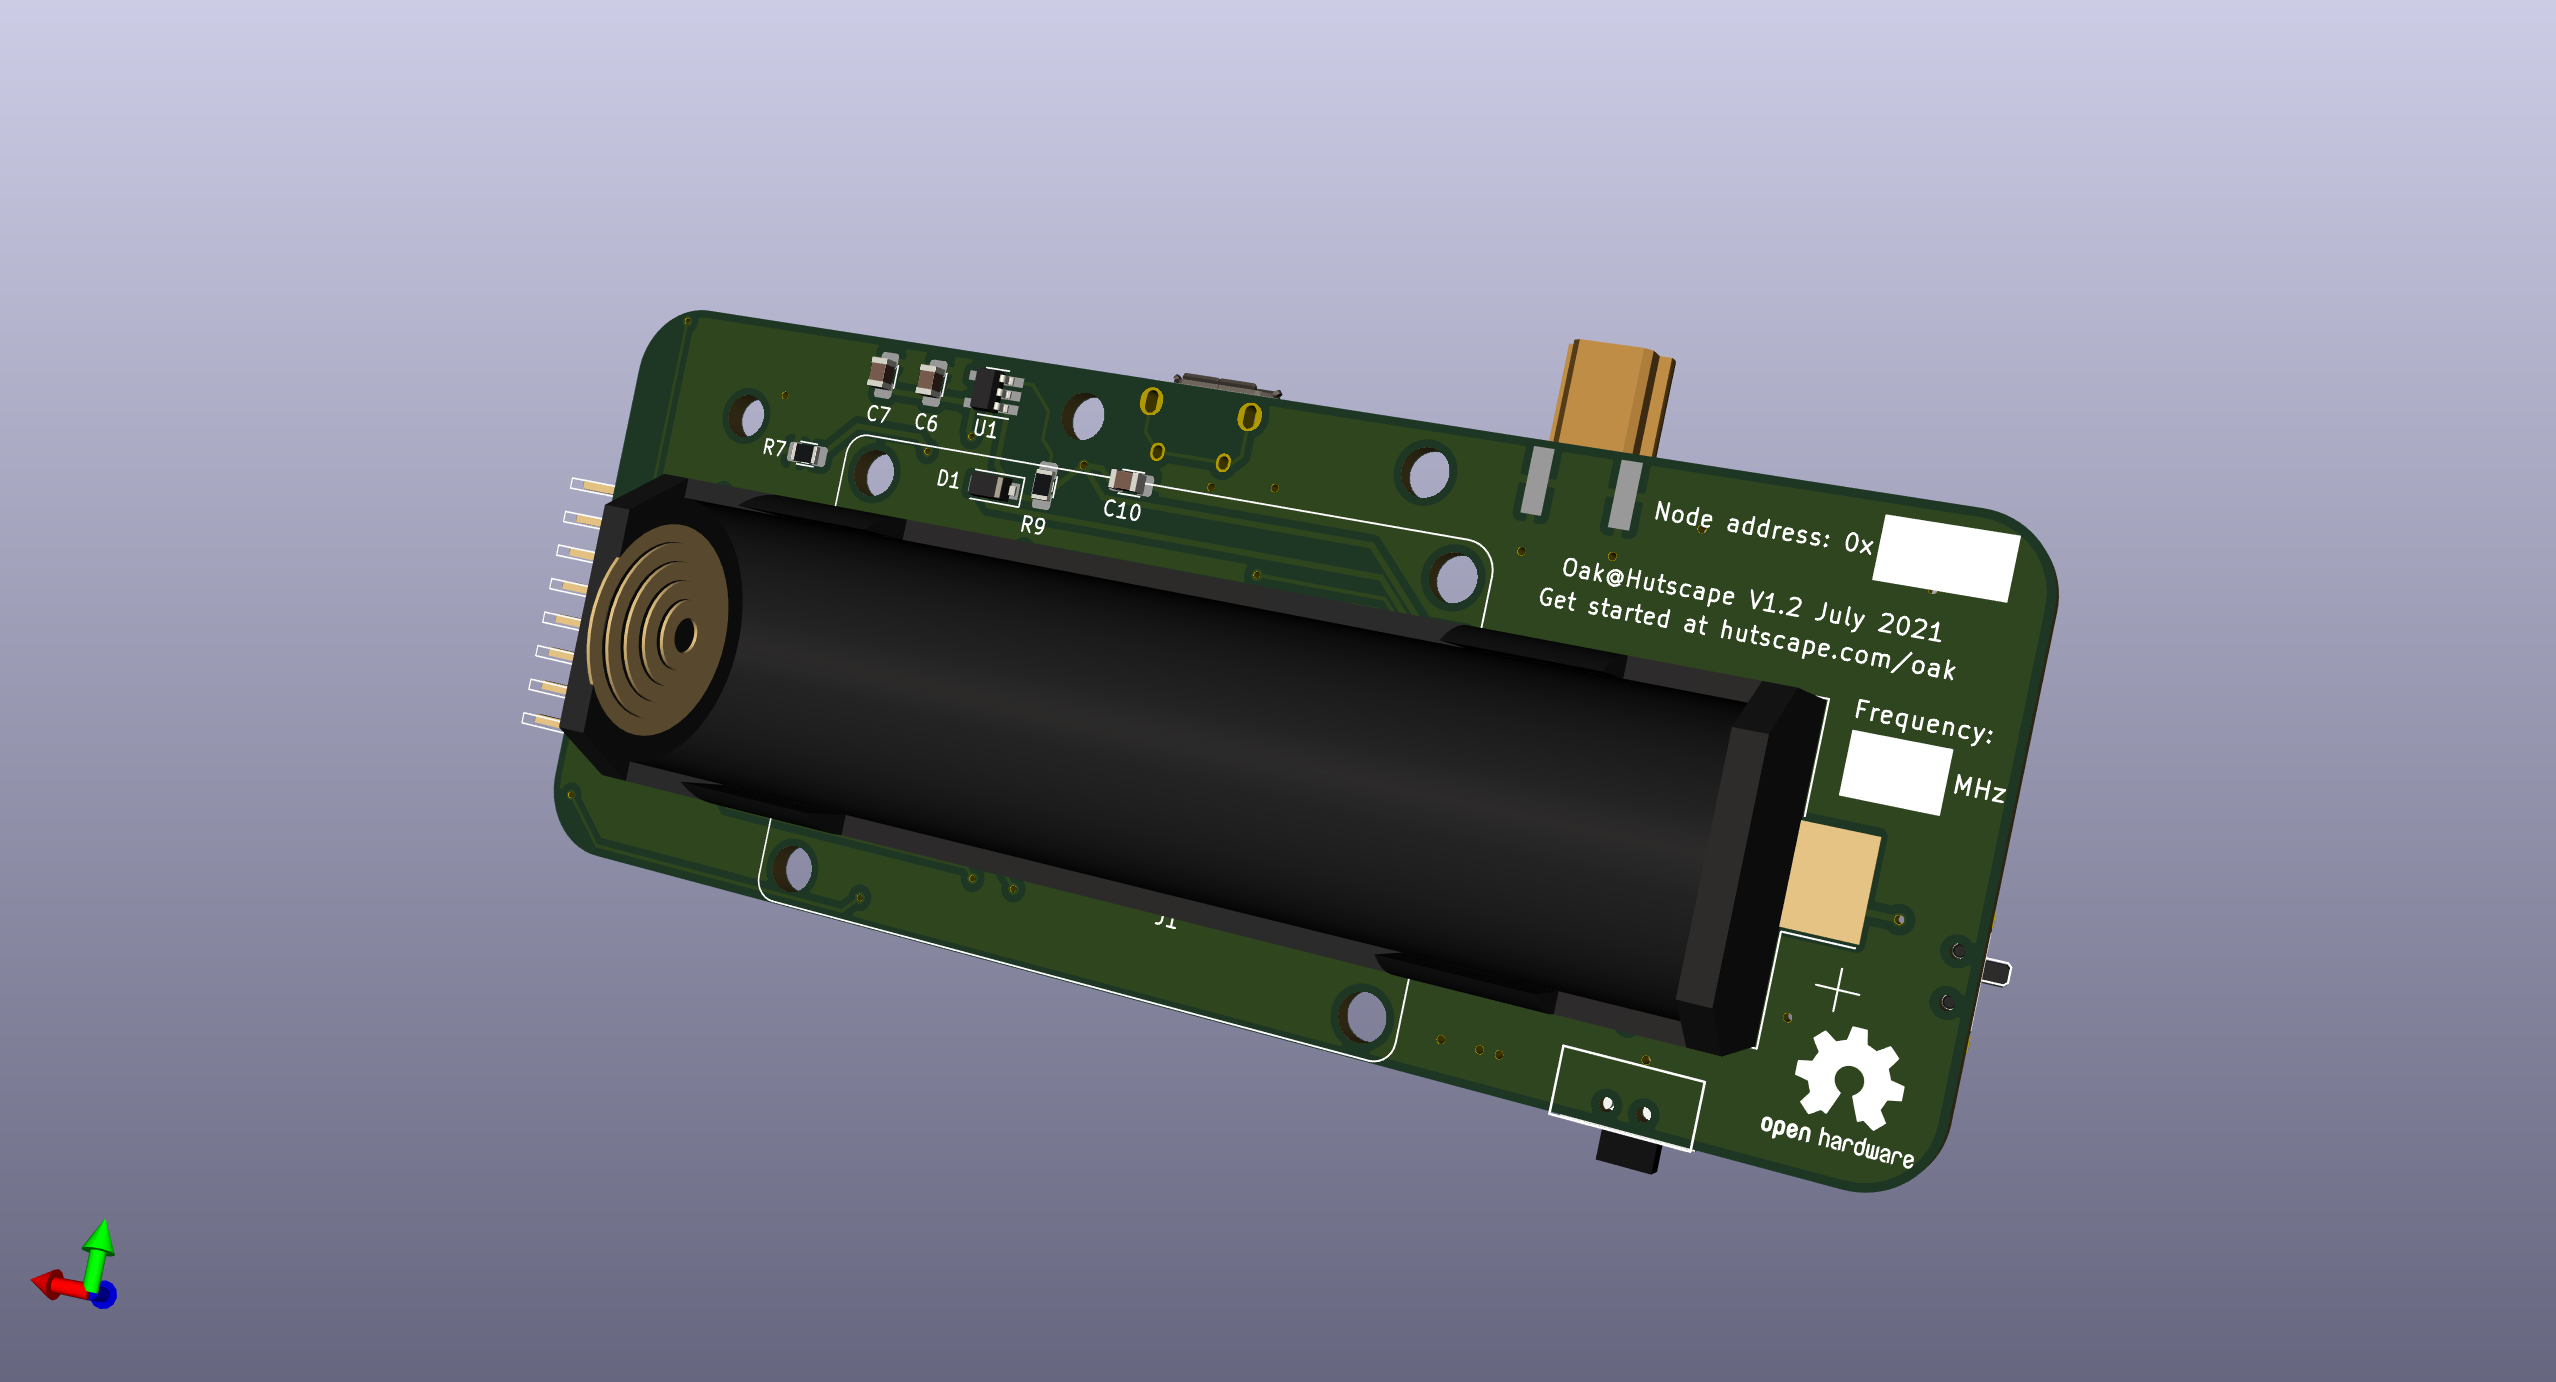 C7
C6
U1
R7
D1
R9
C10
Node address: 0x
Oak@Hutscape V1.2 July 2021
Get started at hutscape.com/oak
Frequency:
MHz
J1
open hardware